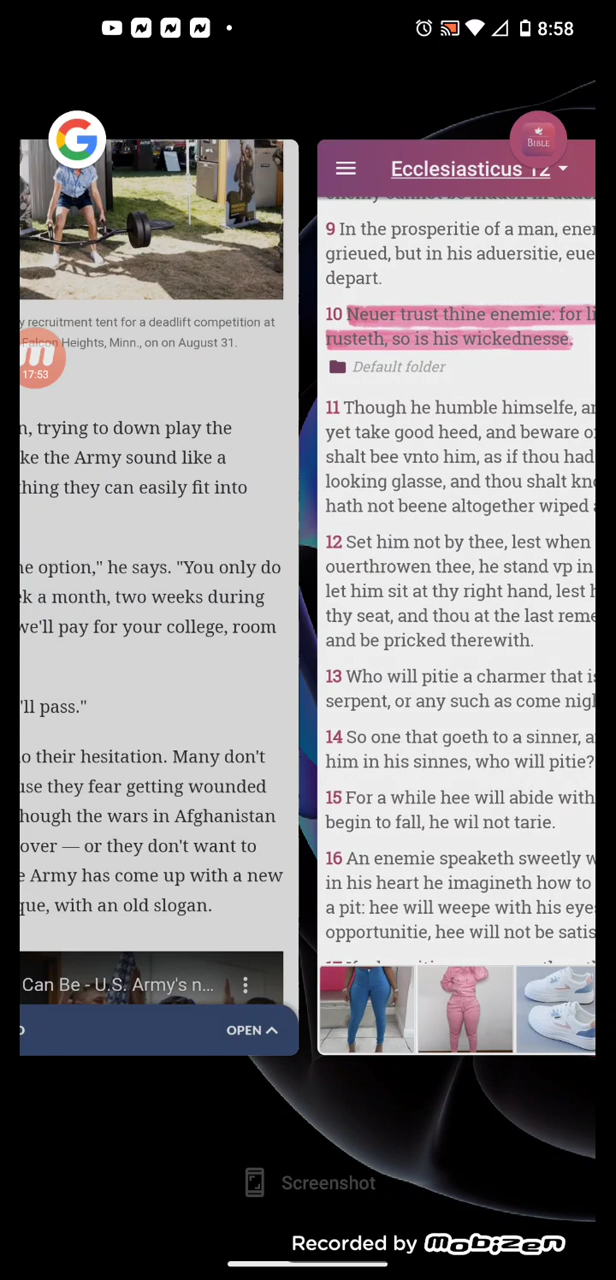 8:58
BIBLE
Ecclesiasticus 12
9 In the prosperitie of a man,
grieued, but in his aduersitie,
depart.
10 Neuer trust thine enemie: for
rusteth, so is his wickednesse.
Default folder
11 Though he humble himselfe,
yet take good heed, and beware
shalt bee vnto him, as if thou had
looking glasse, and thou shalt
hath not beene altogether wiped
12 Set him not by thee, lest when
ouerthrowen thee, he stand vp in
let him sit at thy right hand, lest
thy seat, and thou at the last
and be pricked therewith.
13 Who will pitie a charmer that
serpent, or any such as come
14 So one that goeth to a sinner,
him in his sinnes, who will pitie?
15 For a while hee will abide with
begin to fall, he wil not tarie.
16 An enemie speaketh sweetly
in his heart he imagineth how to
a pit: hee will weepe with his
opportunitie, hee will not be
y recruitment tent for a deadlift competition at
Falcon Heights, Minn., on on August 31.
17:53
n, trying to down play the
ke the Army sound like a
thing they can easily fit into
option," he says. "You only do
k a month, two weeks during
we'll pay for your college, room
'll pass."
o their hesitation. Many don't
use they fear getting wounded
hough the wars in Afghanistan
over — or they don't want to
Army has come up with a new
que, with an old slogan.
Can Be - U.S. Army's n...
OPEN
Screenshot
Recorded by mobizen